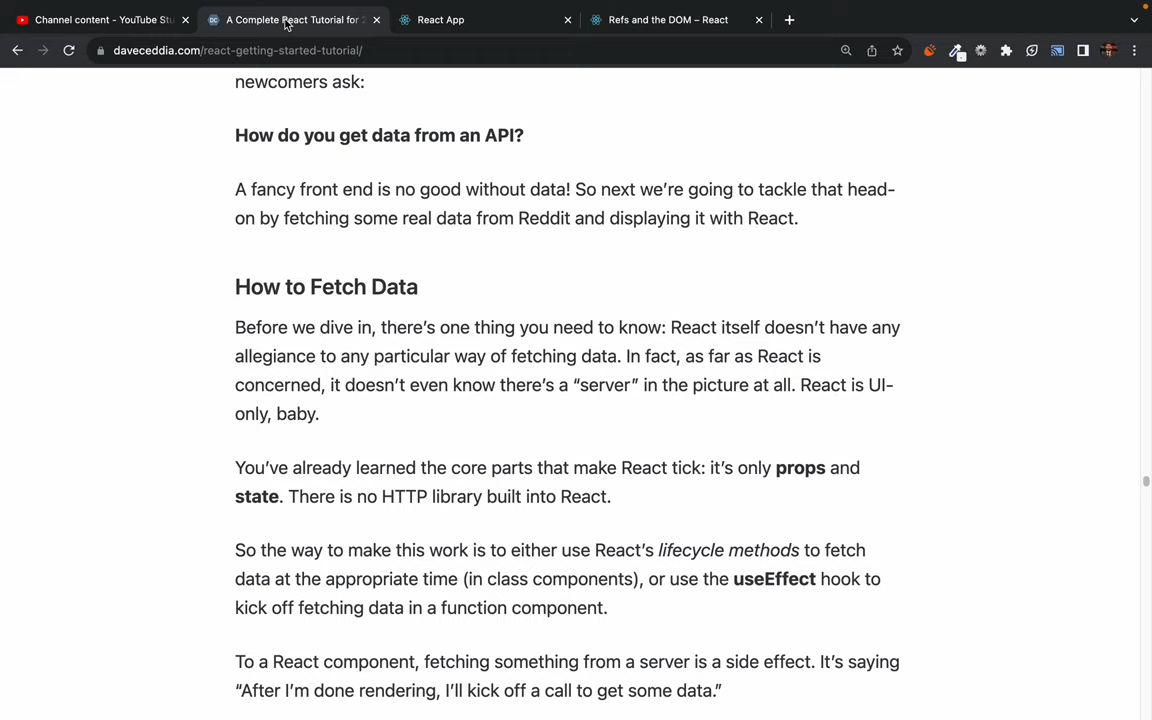 Channel content - YouTube Stu
A Complete React Tutorial for 2
React App
Refs and the DOM – React
daveceddia.com/react-getting-started-tutorial/
newcomers ask:
How do you get data from an API?
A fancy front end is no good without data! So next we’re going to tackle that head-
on by fetching some real data from Reddit and displaying it with React.
How to Fetch Data
Before we dive in, there’s one thing you need to know: React itself doesn’t have any
allegiance to any particular way of fetching data. In fact, as far as React is
concerned, it doesn’t even know there’s a “server” in the picture at all. React is UI-
only, baby.
You’ve already learned the core parts that make React tick: it’s only props and
state. There is no HTTP library built into React.
So the way to make this work is to either use React’s lifecycle methods to fetch
data at the appropriate time (in class components), or use the useEffect hook to
kick off fetching data in a function component.
To a React component, fetching something from a server is a side effect. It’s saying
“After I’m done rendering, I’ll kick off a call to get some data.”